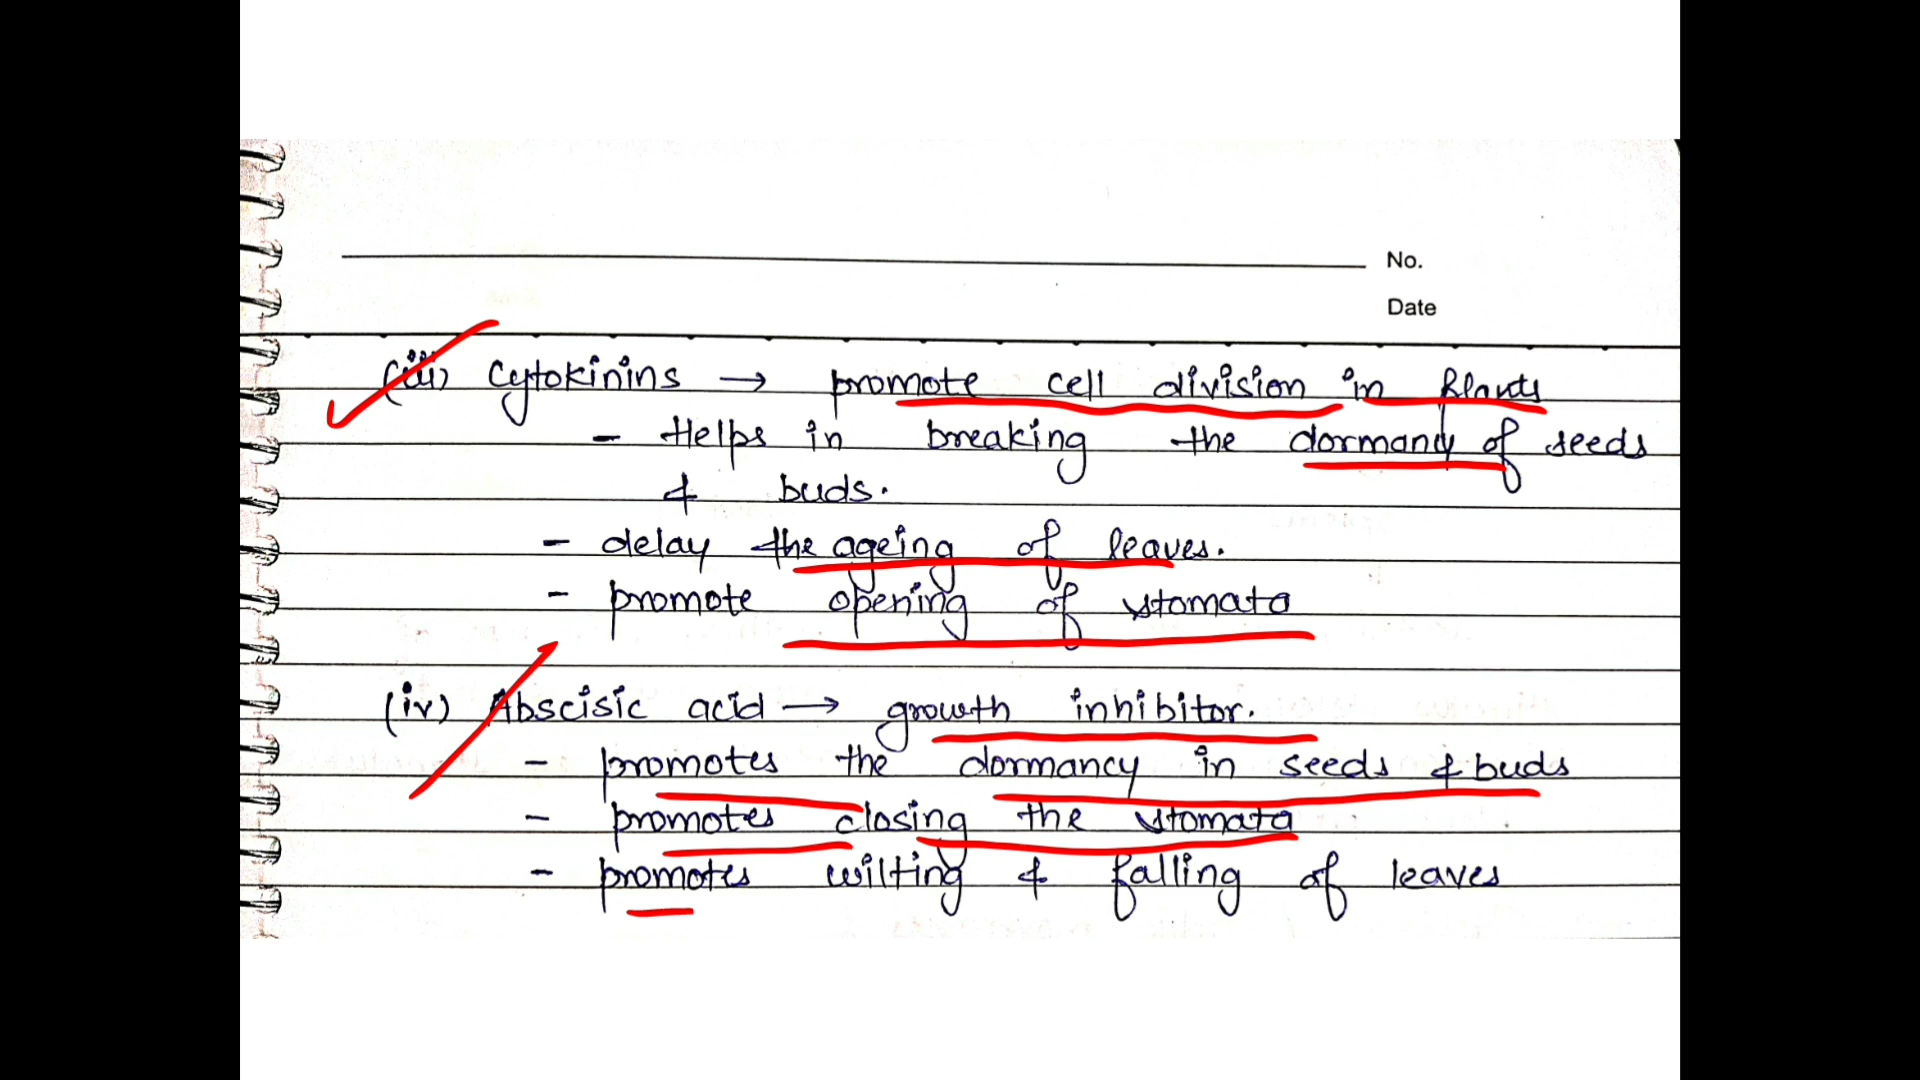 No.
Date
(iii) Cytokinins → promote cell division in Plants
- Helps in breaking the dormancy of seeds
& buds.
- delay the ageing of leaves.
- promote opening of stomata
(iv) Abscisic acid → growth inhibitor.
- promotes the dormancy in seeds & buds
- promotes closing the stomata
- promotes wilting & falling of leaves